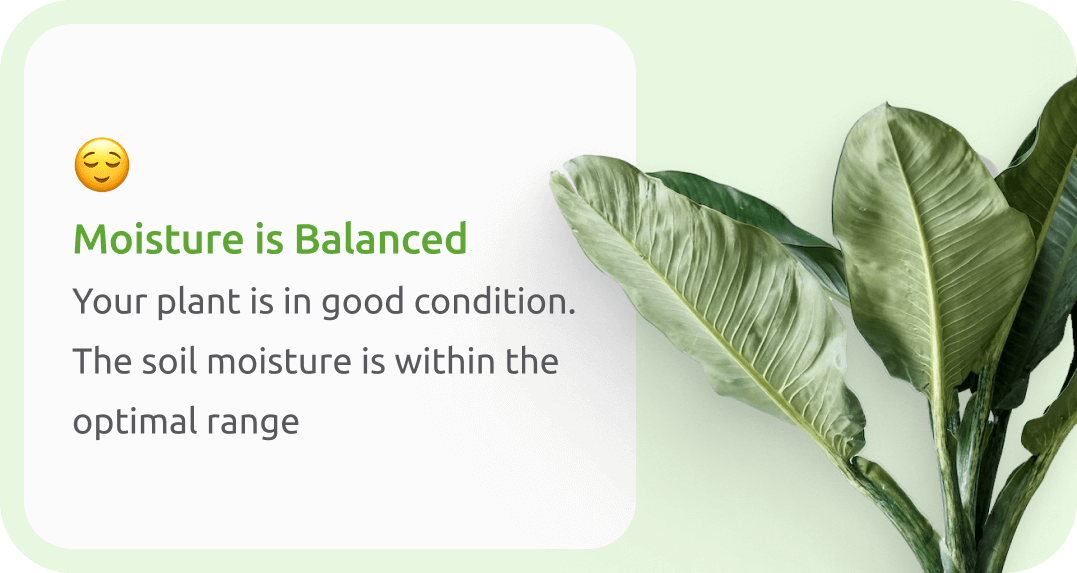 Moisture is Balanced
Your plant is in good condition.
The soil moisture is within the
optimal range